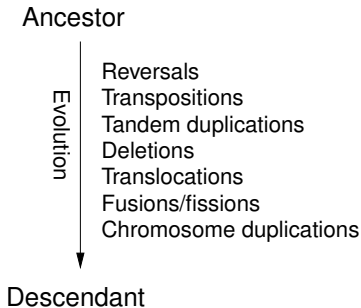 Ancestor
Evolution
Reversals
Transpositions
Tandem duplications
Deletions
Translocations
Fusions/fissions
Chromosome duplications
Descendant